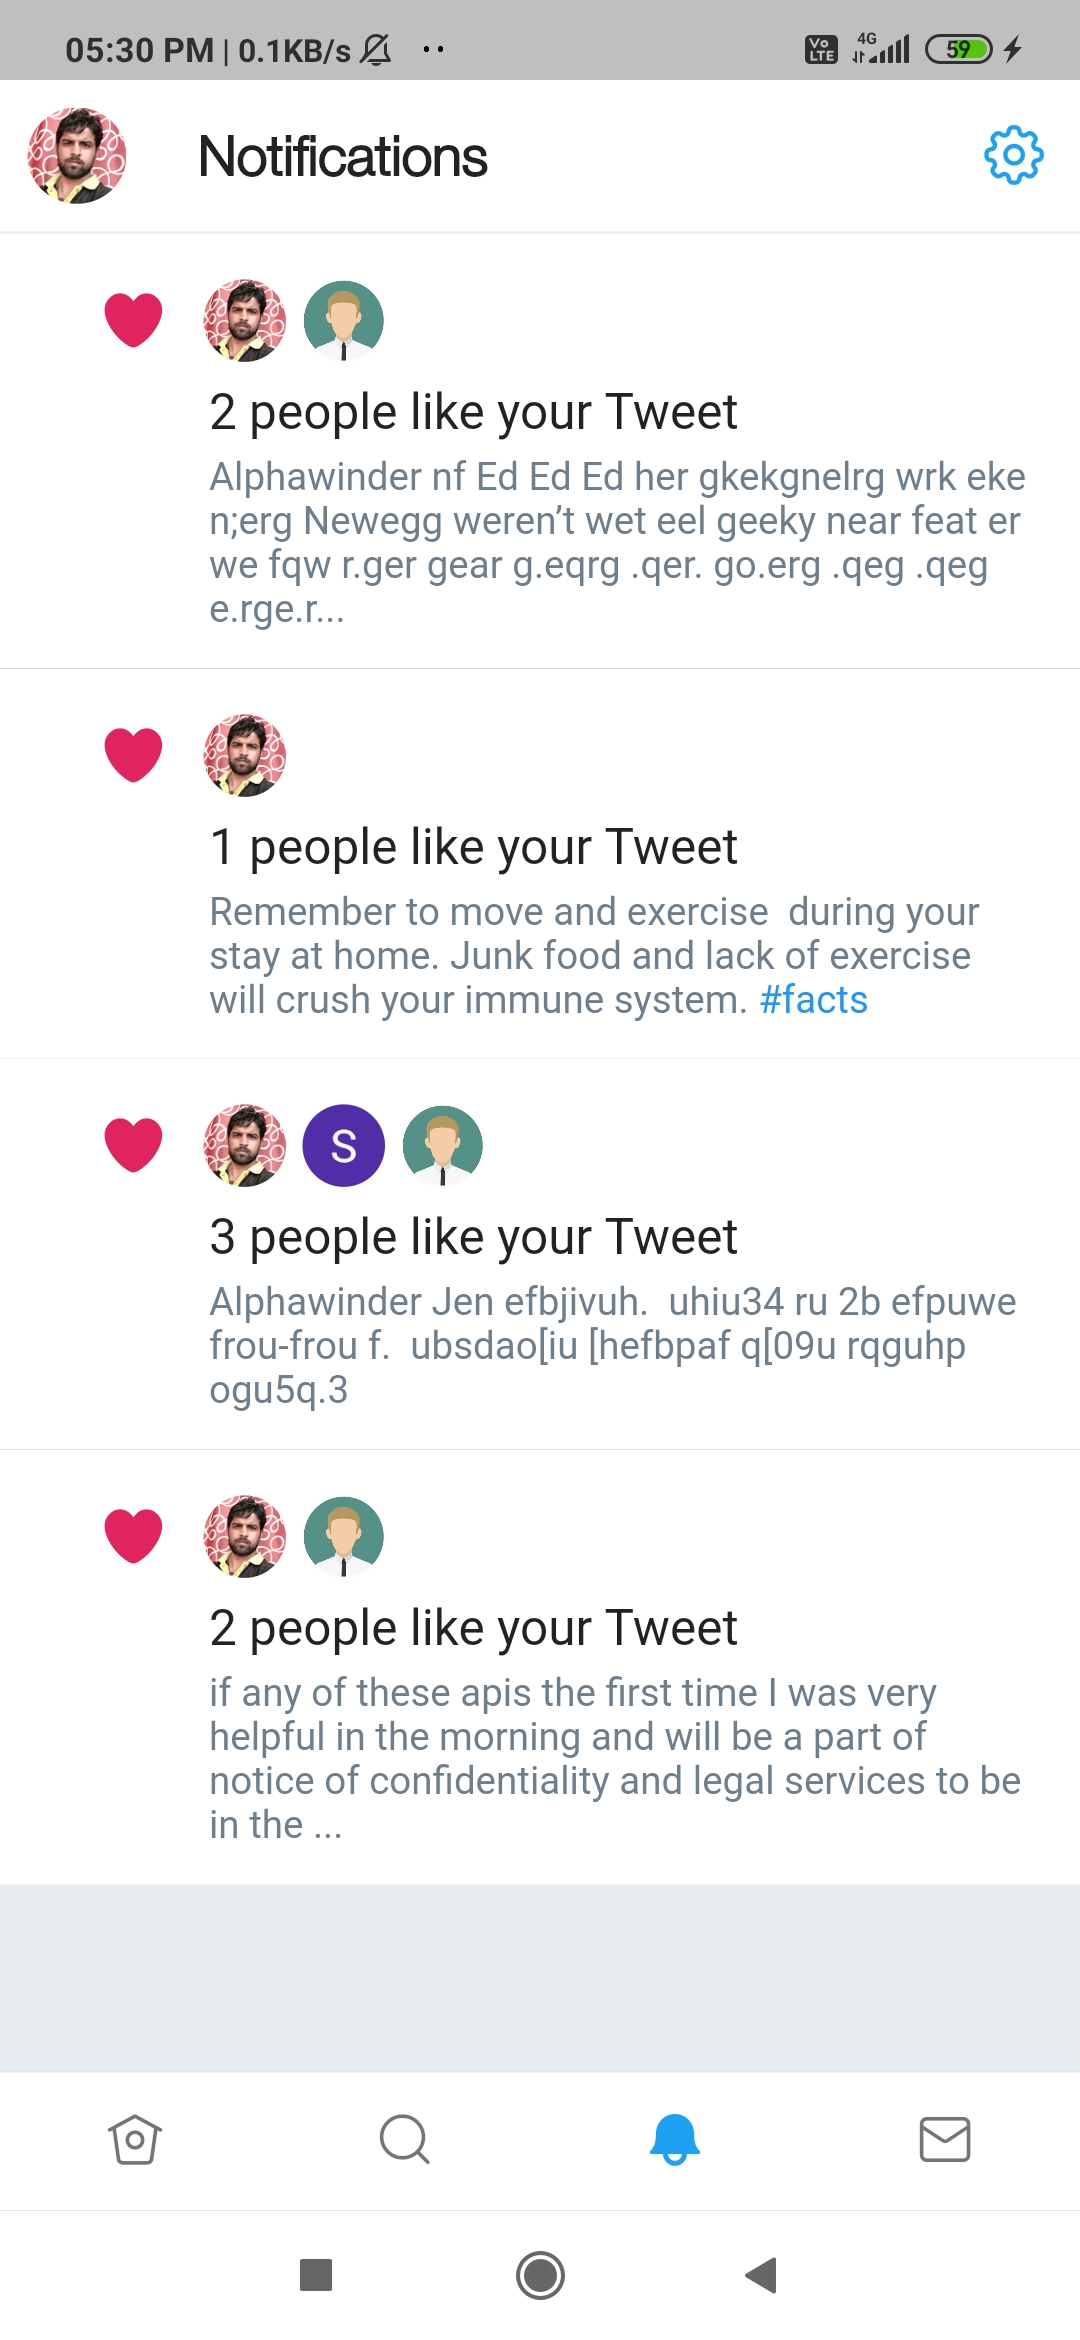 05:30 PM | 0.1KB/s
Vo LTE 4G 59
Notifications
2 people like your Tweet
Alphawinder nf Ed Ed Ed her gkekgnelrg wrk eke
n;erg Newegg weren’t wet eel geeky near feat er
we fqw r.ger gear g.eqrg .qer. go.erg .qeg .qeg
e.rge.r...
1 people like your Tweet
Remember to move and exercise  during your
stay at home. Junk food and lack of exercise
will crush your immune system. #facts
S
3 people like your Tweet
Alphawinder Jen efbjivuh.  uhiu34 ru 2b efpuwe
frou-frou f.  ubsdao[iu [hefbpaf q[09u rqguhp
ogu5q.3
2 people like your Tweet
if any of these apis the first time I was very
helpful in the morning and will be a part of
notice of confidentiality and legal services to be
in the ...